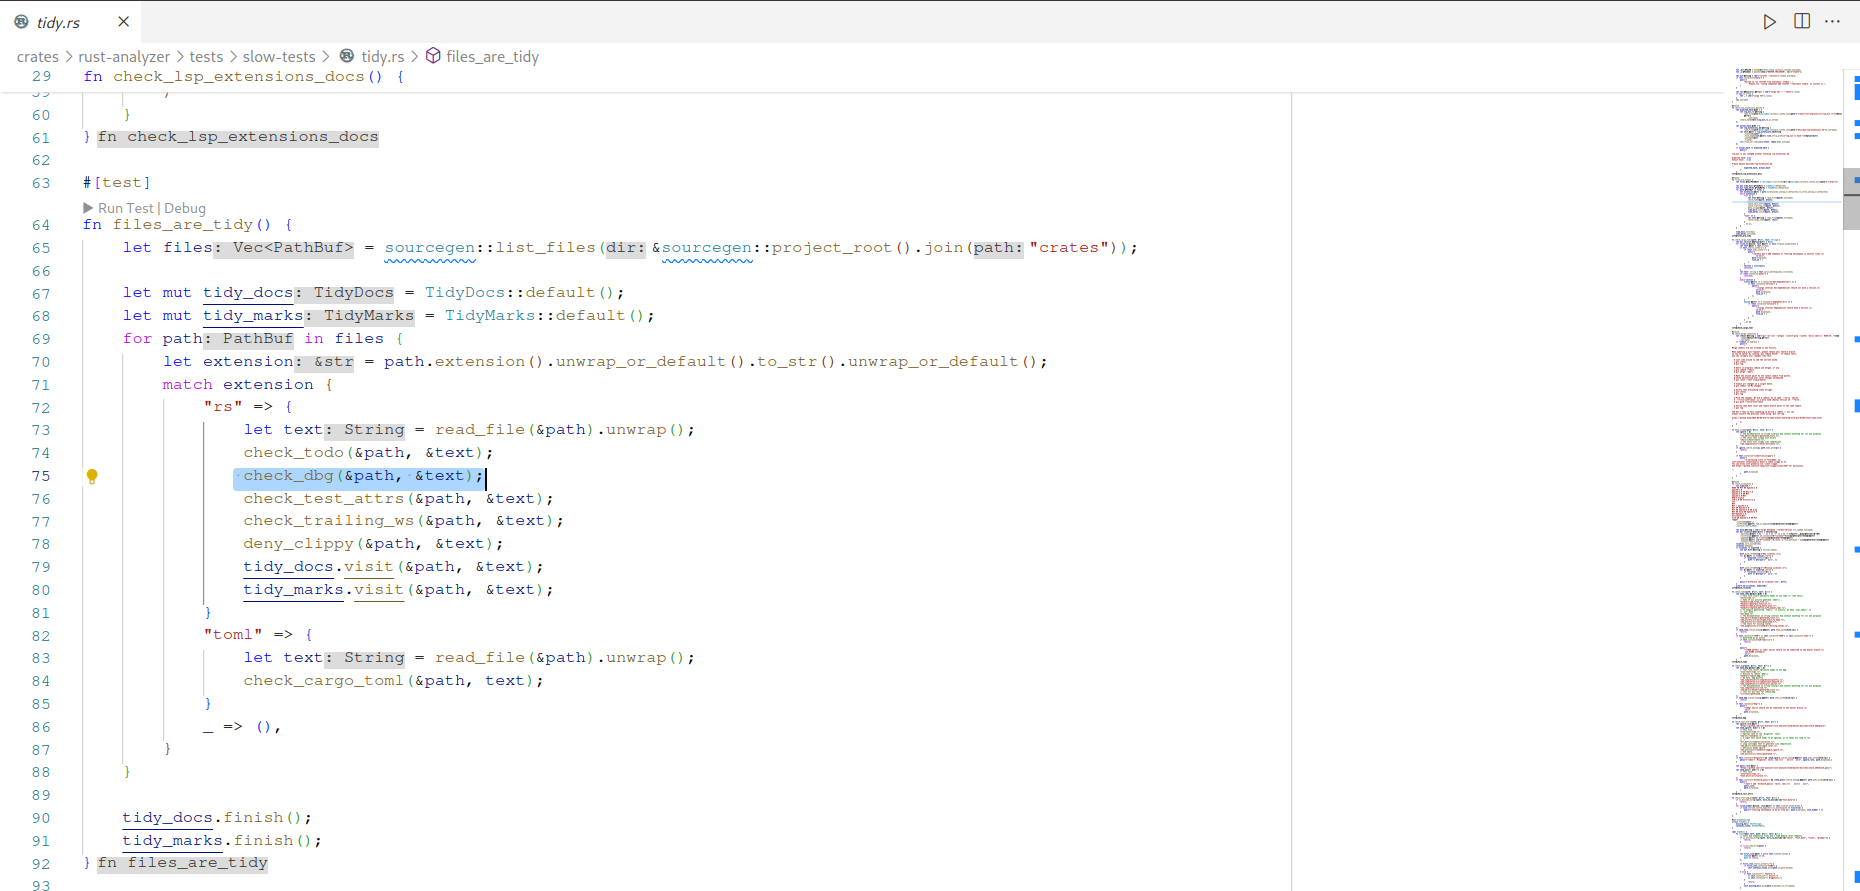 tidy.rs
crates > rust-analyzer > tests > slow-tests > tidy.rs > files_are_tidy
29 fn check_lsp_extensions_docs() {
60 }
61 } fn check_lsp_extensions_docs
62
63 #[test]
Run Test | Debug
64 fn files_are_tidy() {
65 let files: Vec<PathBuf> = sourcegen::list_files(dir: &sourcegen::project_root().join(path: "crates"));
66
67 let mut tidy_docs: TidyDocs = TidyDocs::default();
68 let mut tidy_marks: TidyMarks = TidyMarks::default();
69 for path: PathBuf in files {
70 let extension: &str = path.extension().unwrap_or_default().to_str().unwrap_or_default();
71 match extension {
72 "rs" => {
73 let text: String = read_file(&path).unwrap();
74 check_todo(&path, &text);
75 check_dbg(&path, &text);
76 check_test_attrs(&path, &text);
77 check_trailing_ws(&path, &text);
78 deny_clippy(&path, &text);
79 tidy_docs.visit(&path, &text);
80 tidy_marks.visit(&path, &text);
81 }
82 "toml" => {
83 let text: String = read_file(&path).unwrap();
84 check_cargo_toml(&path, text);
85 }
86 _ => (),
87 }
88 }
89
90 tidy_docs.finish();
91 tidy_marks.finish();
92 } fn files_are_tidy
93